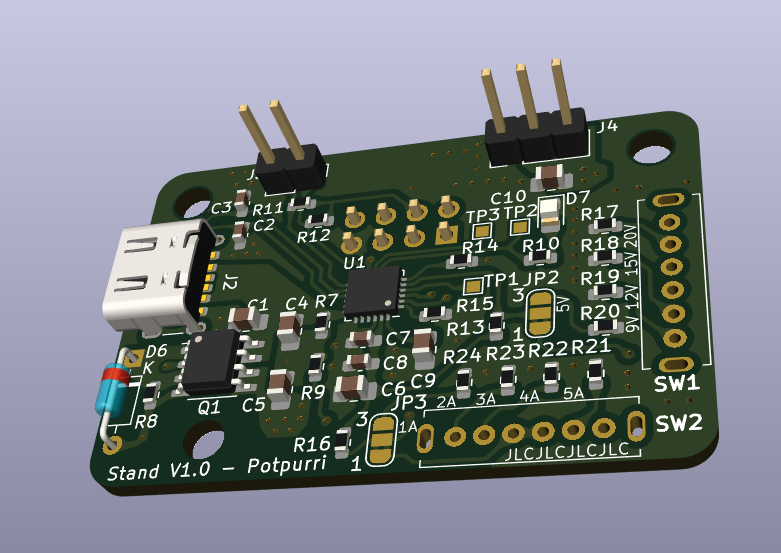 J4
C3
R11
C2
R12
C10
D7
TP3
TP2
R17
R14
R10
R18
U1
J2
TP1
JP2
R19
3
5V
1
R15
R13
R20
9V 12V 15V 20V
C1
C4
R7
C7
C8
C6
C9
R24
R23
R22
R21
D6
K
R8
Q1
C5
R9
JP3
3
1
R16
1A
2A
3A
4A
5A
SW1
SW2
JLCJLCJLCJLC
Stand V1.0 - Potpurri